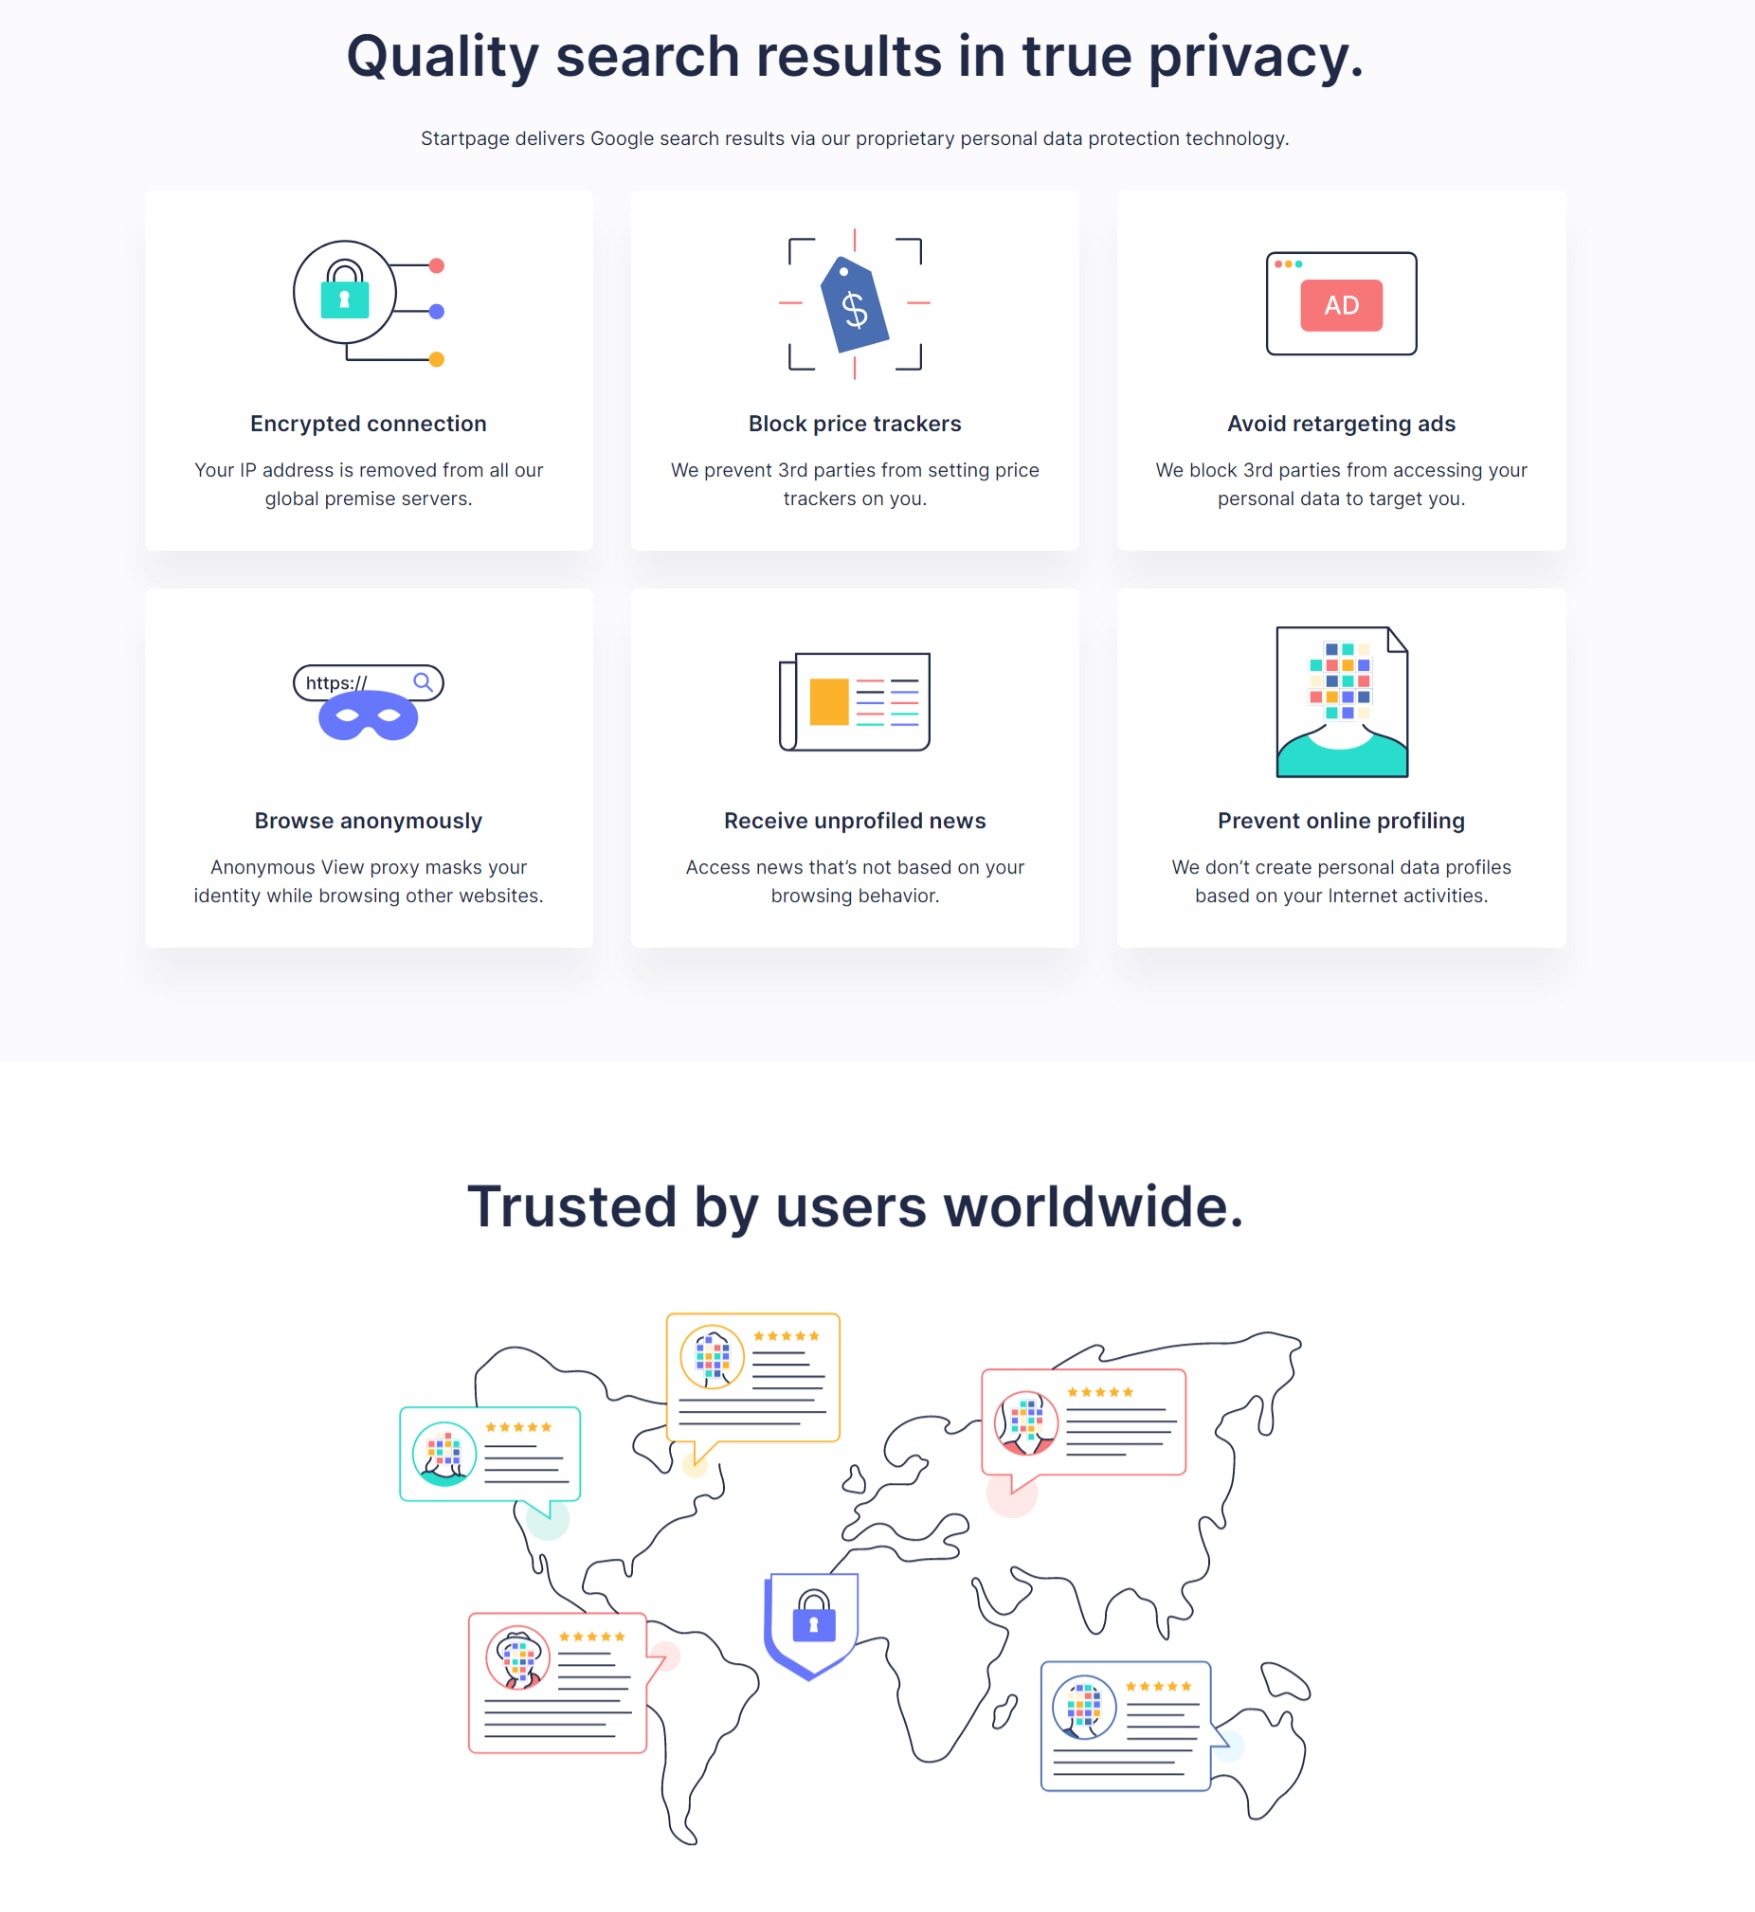 Quality search results in true privacy.
Startpage delivers Google search results via our proprietary personal data protection technology.
$
AD
Encrypted connection
Your IP address is removed from all our
global premise servers.
Block price trackers
We prevent 3rd parties from setting price
trackers on you.
Avoid retargeting ads
We block 3rd parties from accessing your
personal data to target you.
https://
Browse anonymously
Anonymous View proxy masks your
identity while browsing other websites.
Receive unprofiled news
Access news that’s not based on your
browsing behavior.
Prevent online profiling
We don’t create personal data profiles
based on your Internet activities.
Trusted by users worldwide.